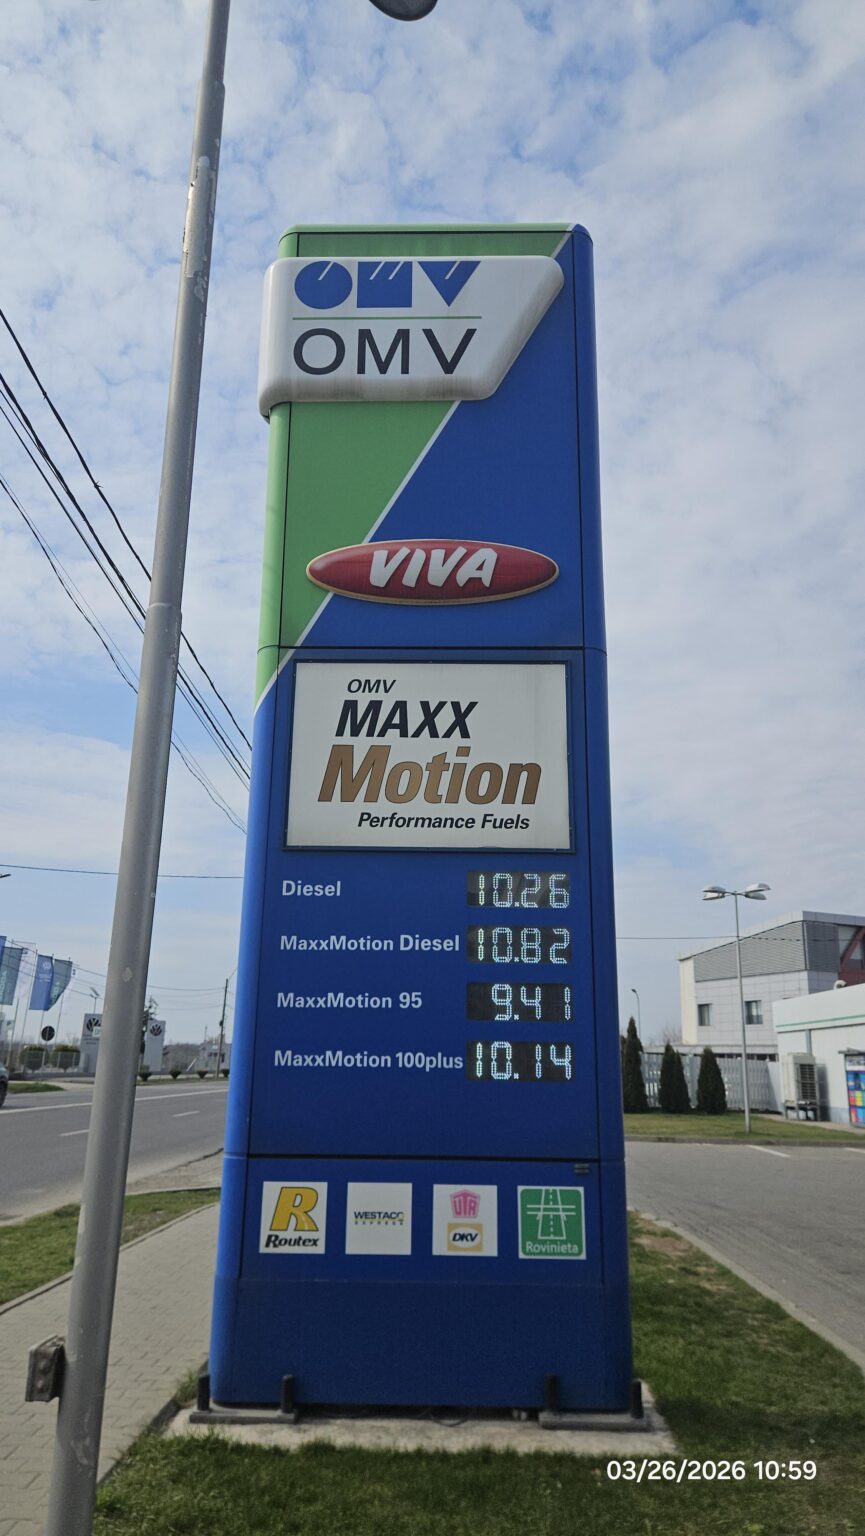 OMV
OMV
VIVA
OMV
MAXX
Motion
Performance Fuels
Diesel 10.26
MaxxMotion Diesel 10.82
MaxxMotion 95 9.41
MaxxMotion 100plus 10.14
Routex
WESTACO
EXPRESS
UTA
DKV
Rovinieta
03/26/2026 10:59